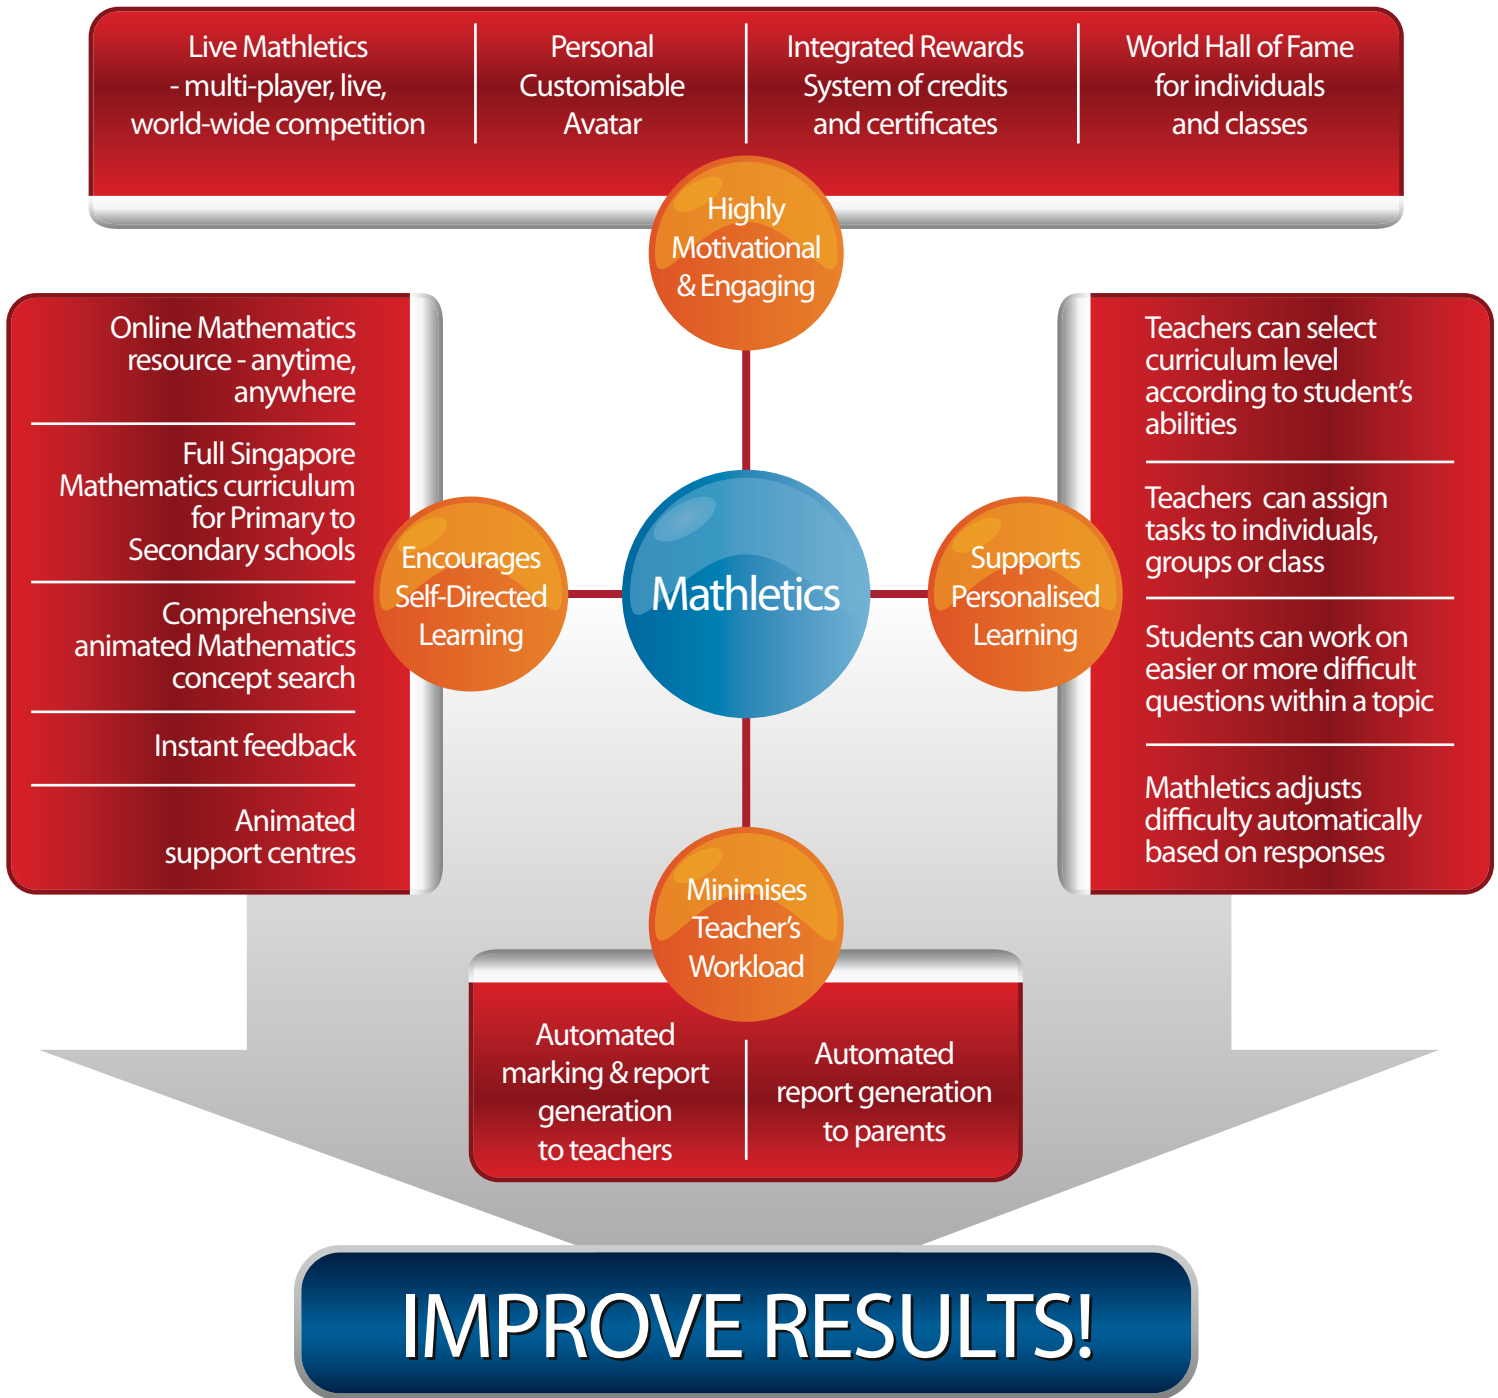 Live Mathletics
- multi-player, live,
world-wide competition
Personal
Customisable
Avatar
Integrated Rewards
System of credits
and certificates
World Hall of Fame
for individuals
and classes
Highly
Motivational
& Engaging
Online Mathematics
resource - anytime,
anywhere
Full Singapore
Mathematics curriculum
for Primary to
Secondary schools
Comprehensive
animated Mathematics
concept search
Instant feedback
Animated
support centres
Encourages
Self-Directed
Learning
Mathletics
Supports
Personalised
Learning
Teachers can select
curriculum level
according to student’s
abilities
Teachers  can assign
tasks to individuals,
groups or class
Students can work on
easier or more difficult
questions within a topic
Mathletics adjusts
difficulty automatically
based on responses
Minimises
Teacher’s
Workload
Automated
marking & report
generation
to teachers
Automated
report generation
to parents
IMPROVE RESULTS!